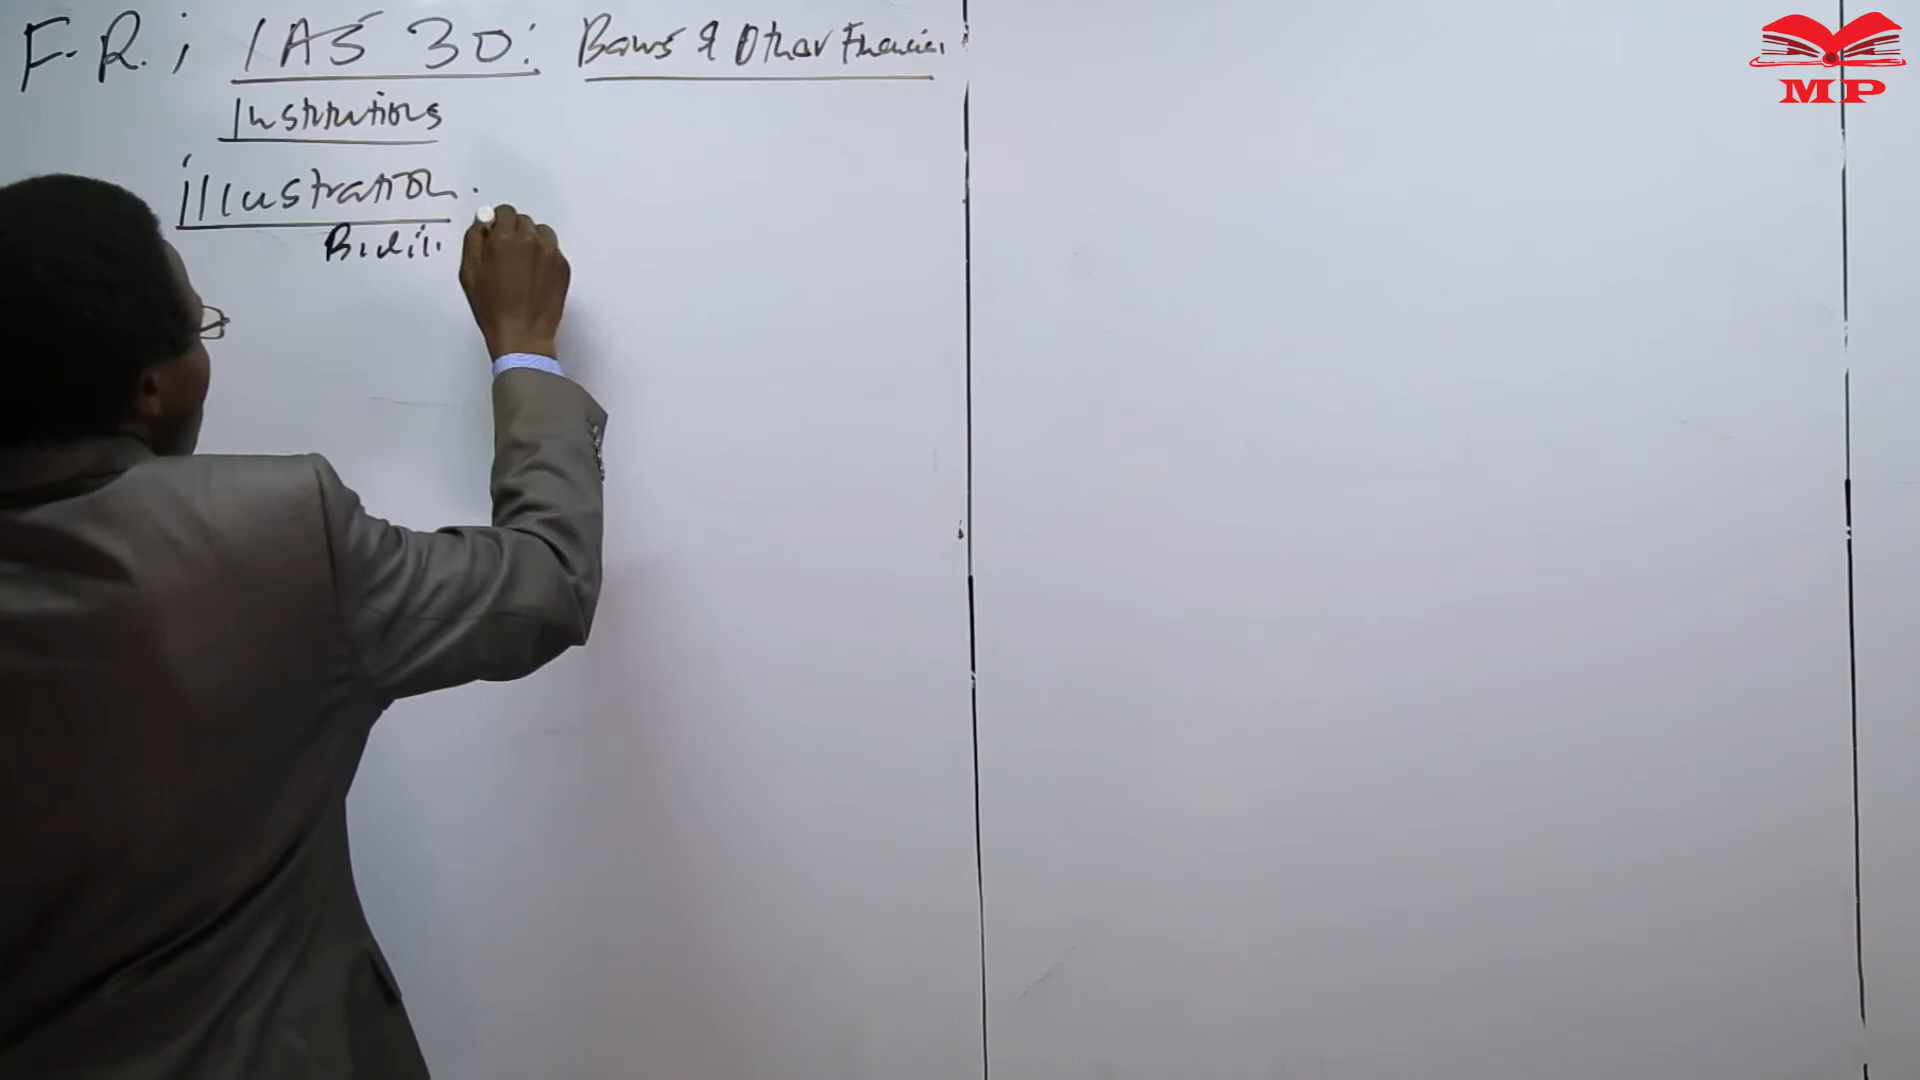 F.R.; IAS 30: Banks & Other Financial
Institutions
illustration.
MP